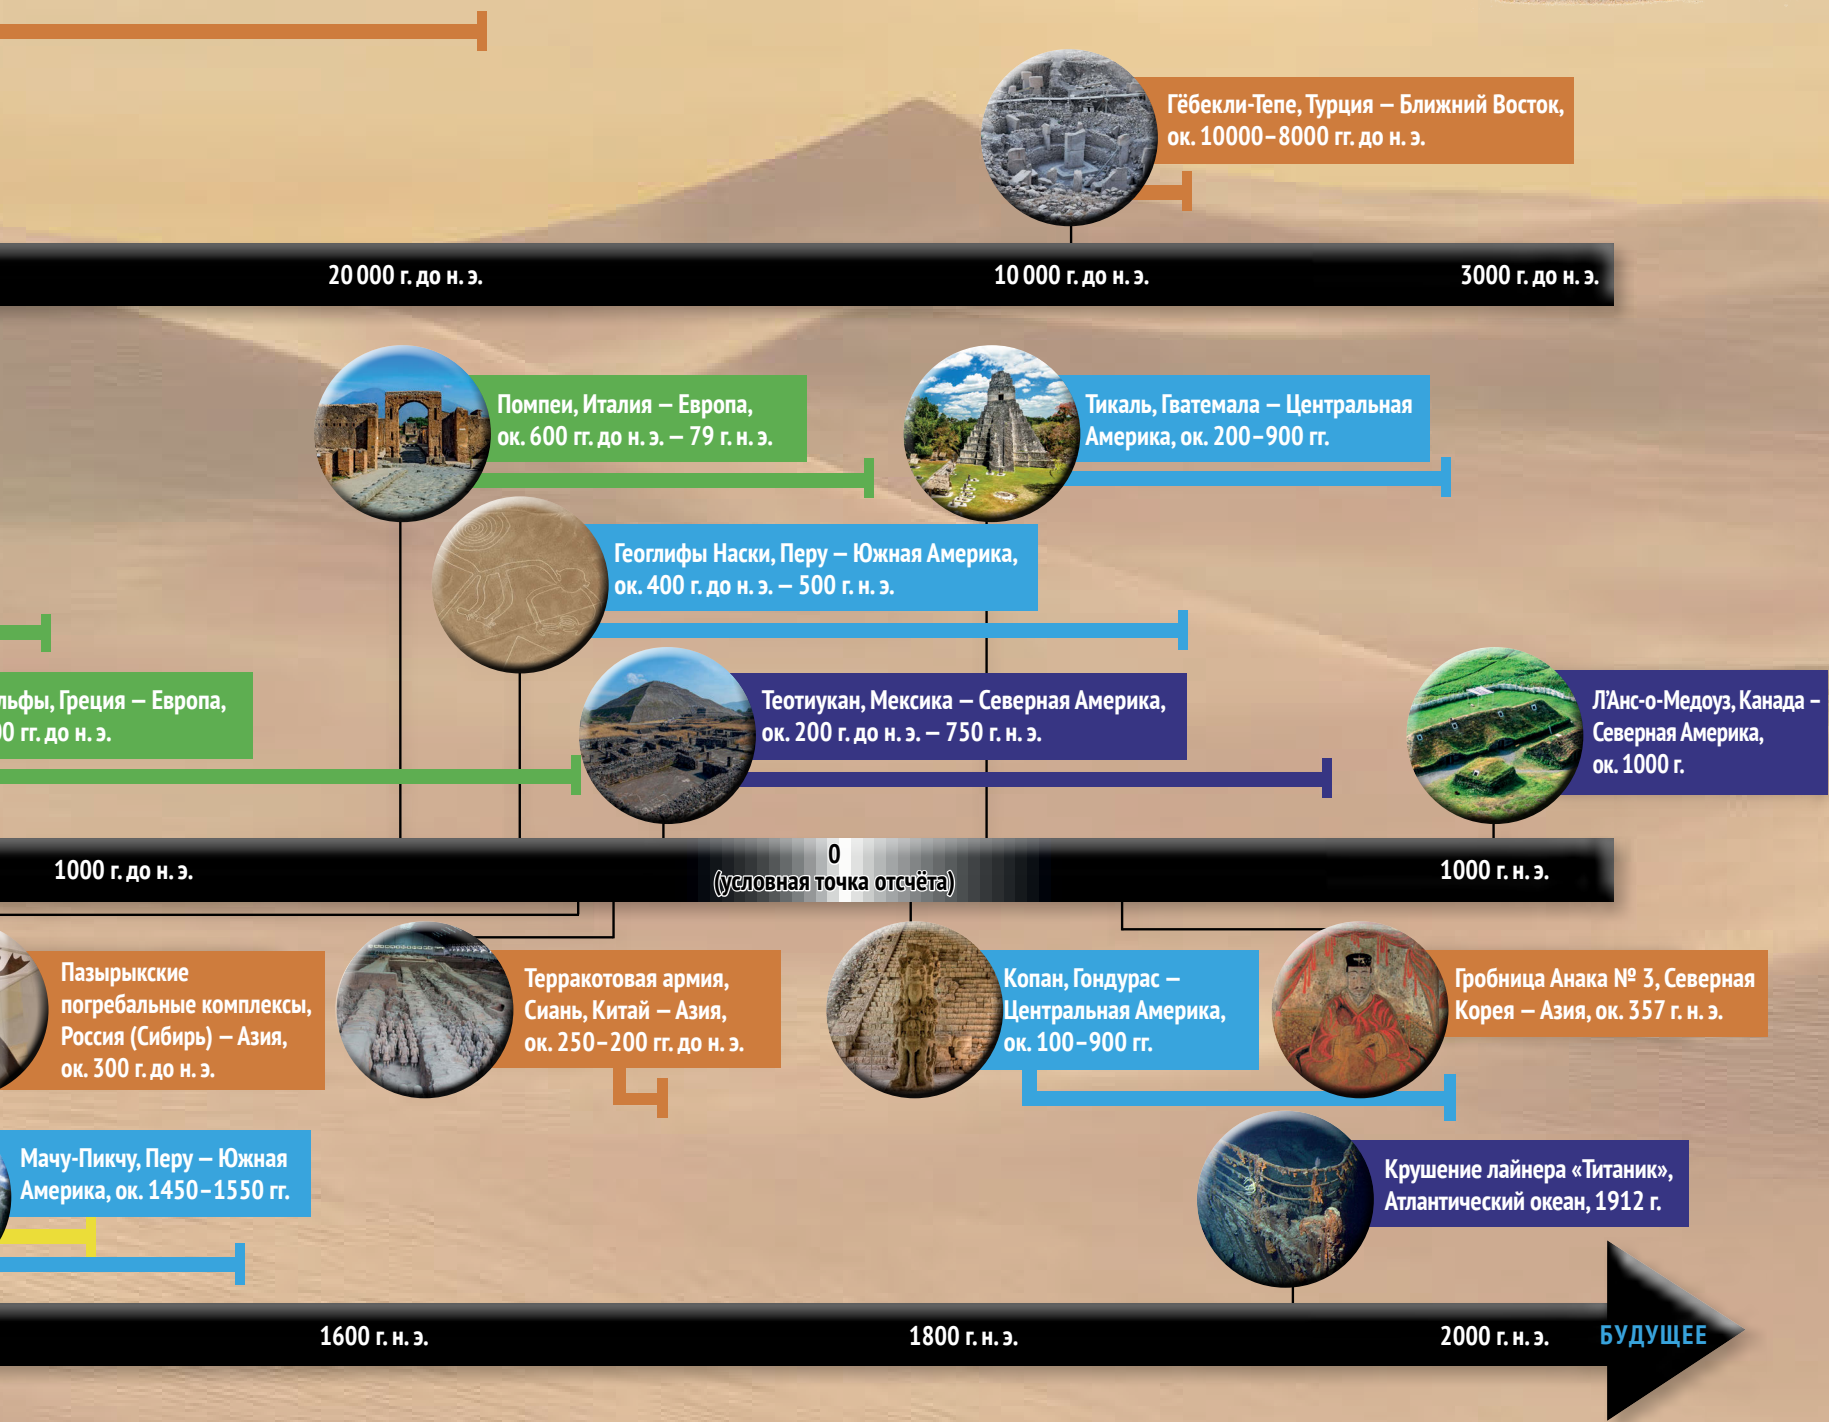 Гёбекли-Тепе, Турция — Ближний Восток,
ок. 10000–8000 гг. до н. э.
20 000 г. до н. э.
10 000 г. до н. э.
3000 г. до н. э.
Помпеи, Италия — Европа,
ок. 600 гг. до н. э. — 79 г. н. э.
Тикаль, Гватемала — Центральная
Америка, ок. 200–900 гг.
Геоглифы Наски, Перу — Южная Америка,
ок. 400 г. до н. э. — 500 г. н. э.
льфы, Греция — Европа,
00 гг. до н. э.
Теотиукан, Мексика — Северная Америка,
ок. 200 г. до н. э. — 750 г. н. э.
Л'Анс-о-Медоуз, Канада –
Северная Америка,
ок. 1000 г.
1000 г. до н. э.
0
(условная точка отсчёта)
1000 г. н. э.
Пазырыкские
погребальные комплексы,
Россия (Сибирь) — Азия,
ок. 300 г. до н. э.
Терракотовая армия,
Сиань, Китай — Азия,
ок. 250–200 гг. до н. э.
Копан, Гондурас —
Центральная Америка,
ок. 100–900 гг.
Гробница Анака № 3, Северная
Корея — Азия, ок. 357 г. н. э.
Мачу-Пикчу, Перу — Южная
Америка, ок. 1450–1550 гг.
Крушение лайнера «Титаник»,
Атлантический океан, 1912 г.
1600 г. н. э.
1800 г. н. э.
2000 г. н. э.
БУДУЩЕЕ